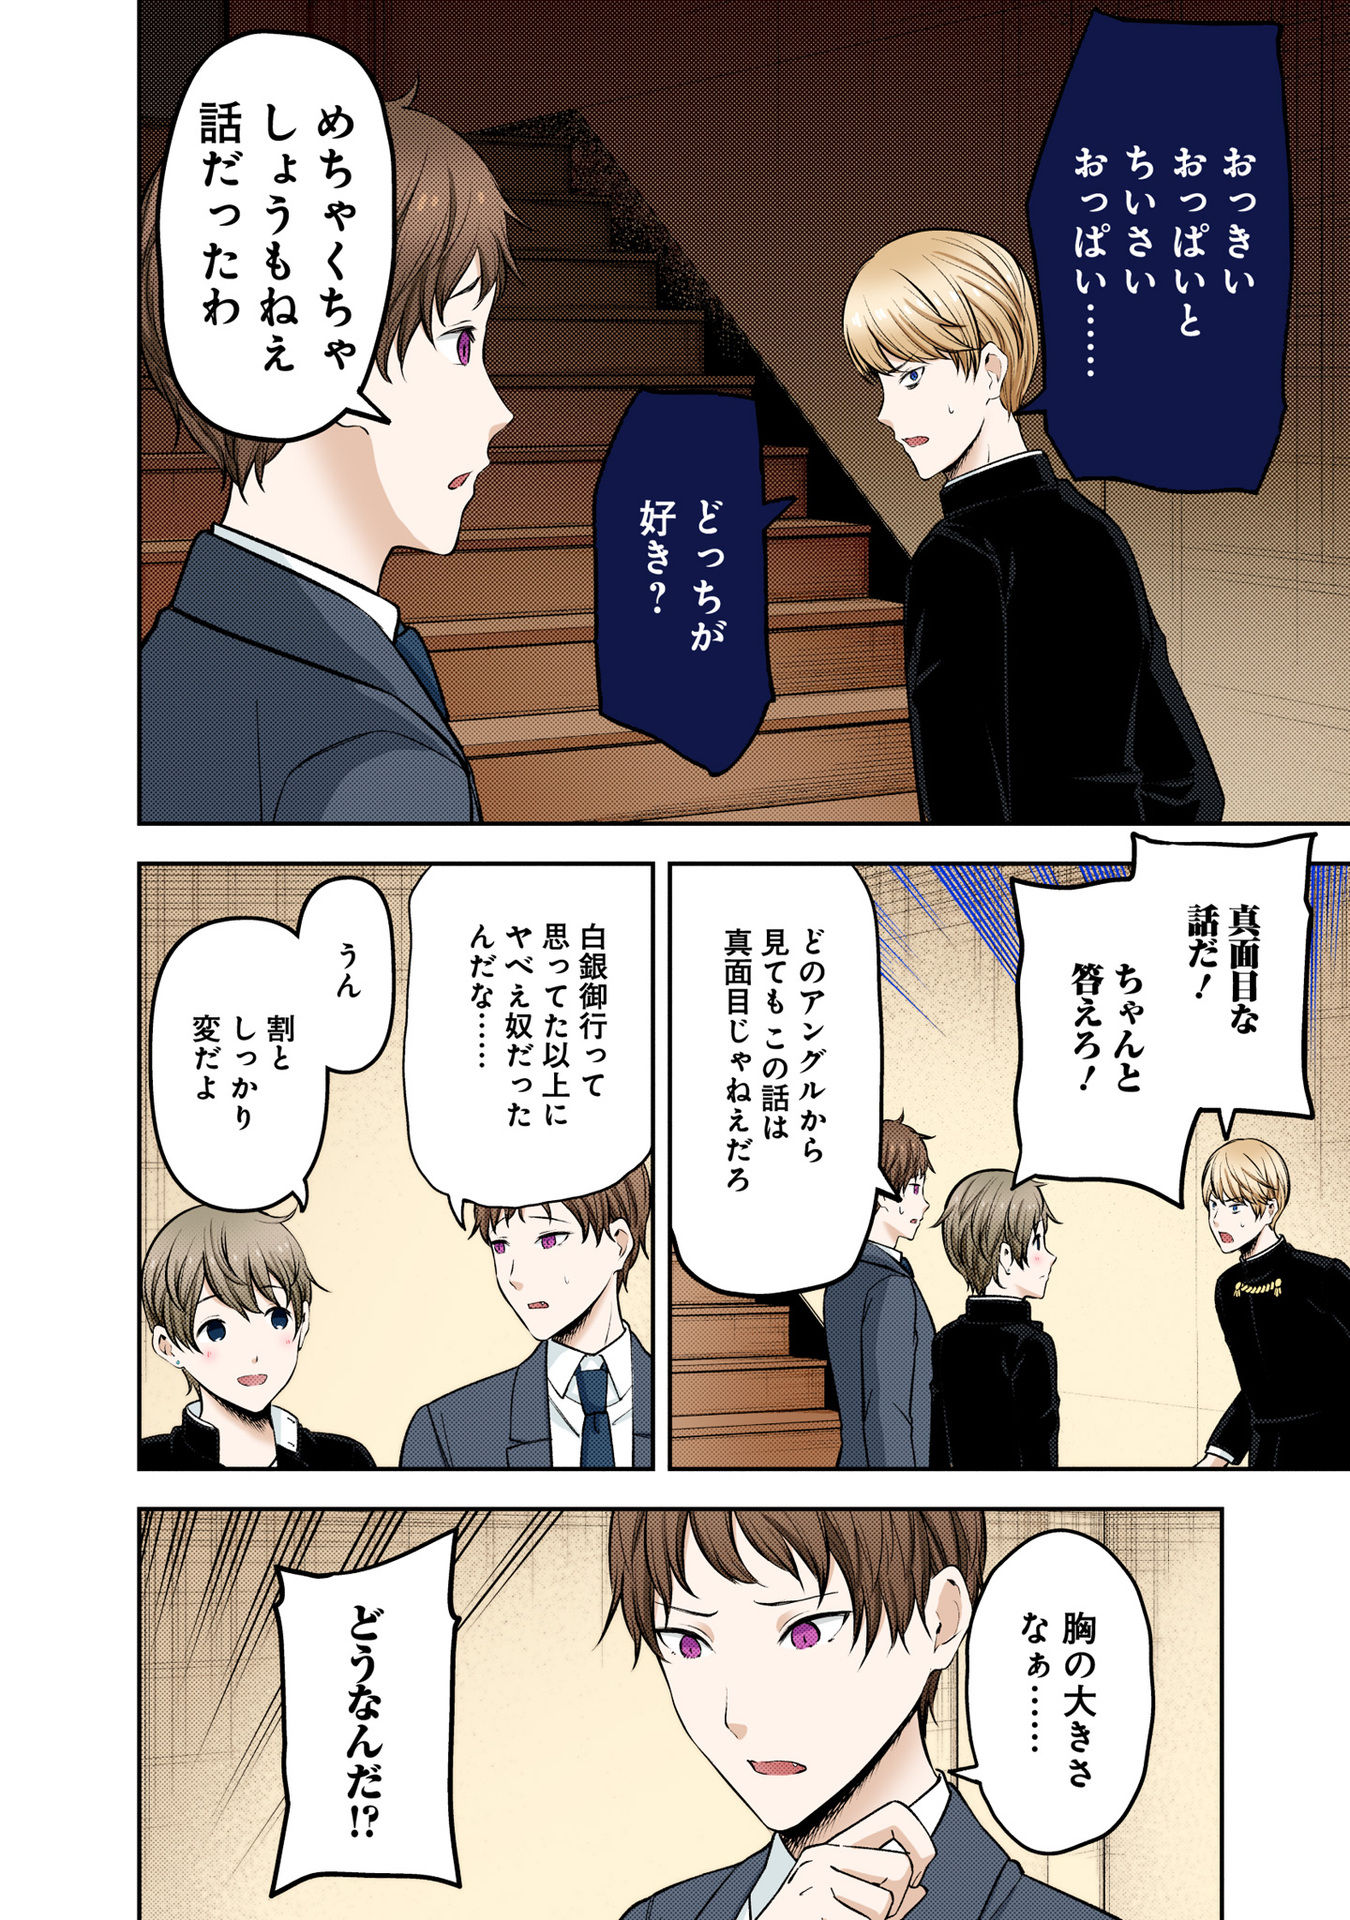 おっきい
おっぱいと
ちいさい
おっぱい……
どっちが
好き？
めちゃくちゃ
しょうもねえ
話だったわ
真面目な
話だ！
ちゃんと
答えろ！
どのアングルから
見てもこの話は
真面目じゃねえだろ
白銀御行って
思ってた以上に
ヤベぇ奴だった
んだな……
うん
割と
しっかり
変だよ
胸の大きさ
なぁ……
どうなんだ!?